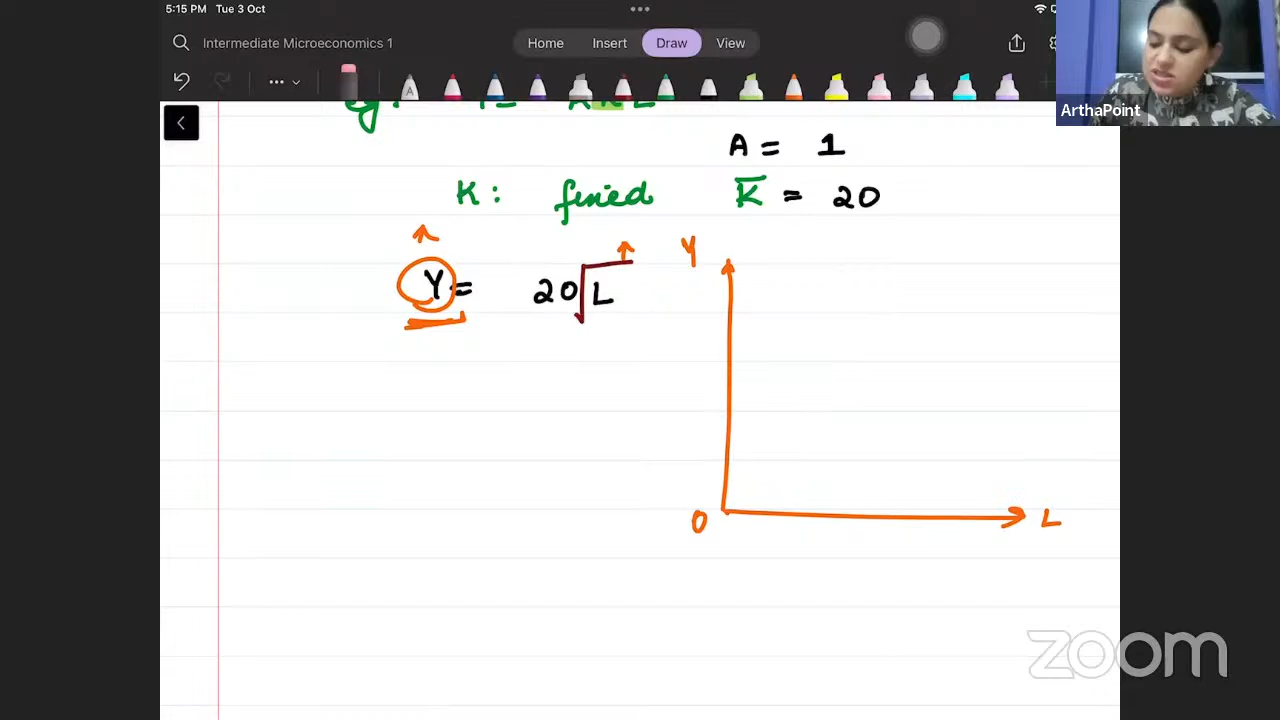 5:15 PM Tue 3 Oct
Intermediate Microeconomics 1
Home Insert Draw View
ArthaPoint
A = 1
K: fixed K̅ = 20
Y = 20√L
Y
0
L
zoom